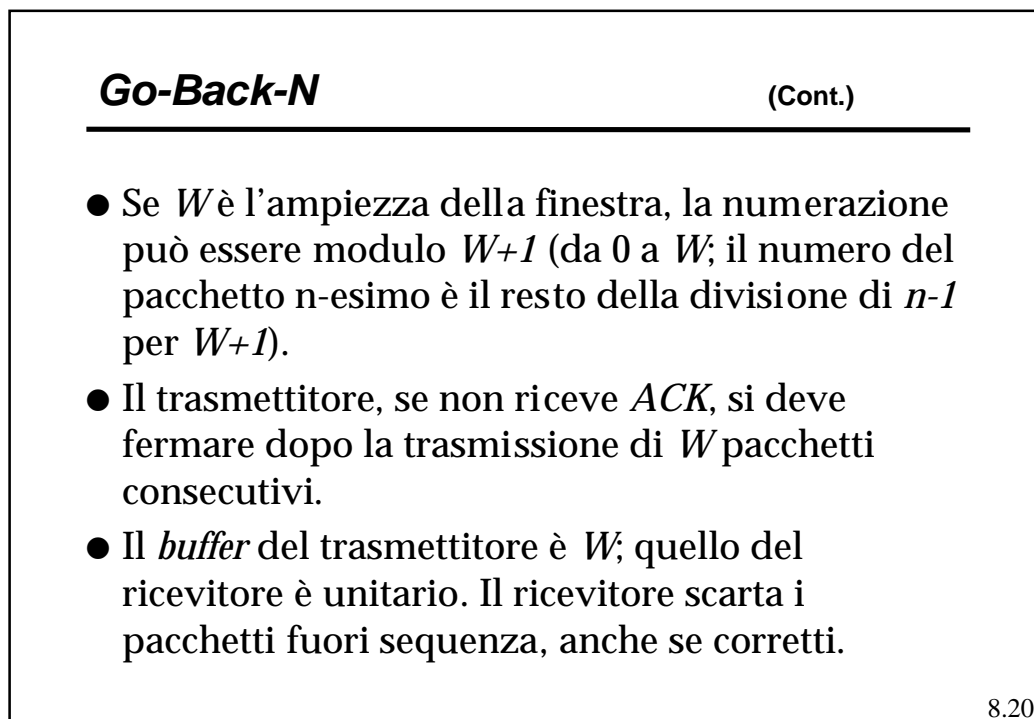 Go-Back-N (Cont.)
● Se W è l'ampiezza della finestra, la numerazione
può essere modulo W+1 (da 0 a W; il numero del
pacchetto n-esimo è il resto della divisione di n-1
per W+1).
● Il trasmettitore, se non riceve ACK, si deve
fermare dopo la trasmissione di W pacchetti
consecutivi.
● Il buffer del trasmettitore è W; quello del
ricevitore è unitario. Il ricevitore scarta i
pacchetti fuori sequenza, anche se corretti.
8.20